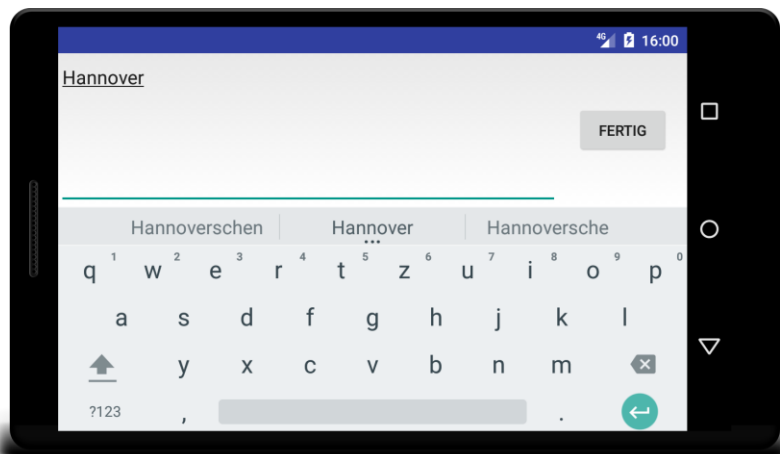 4G 16:00
Hannover
FERTIG
Hannoverschen Hannover Hannoversche
q 1 w 2 e 3 r 4 t 5 z 6 u 7 i 8 o 9 p 0
a s d f g h j k l
y x c v b n m
?123 , .